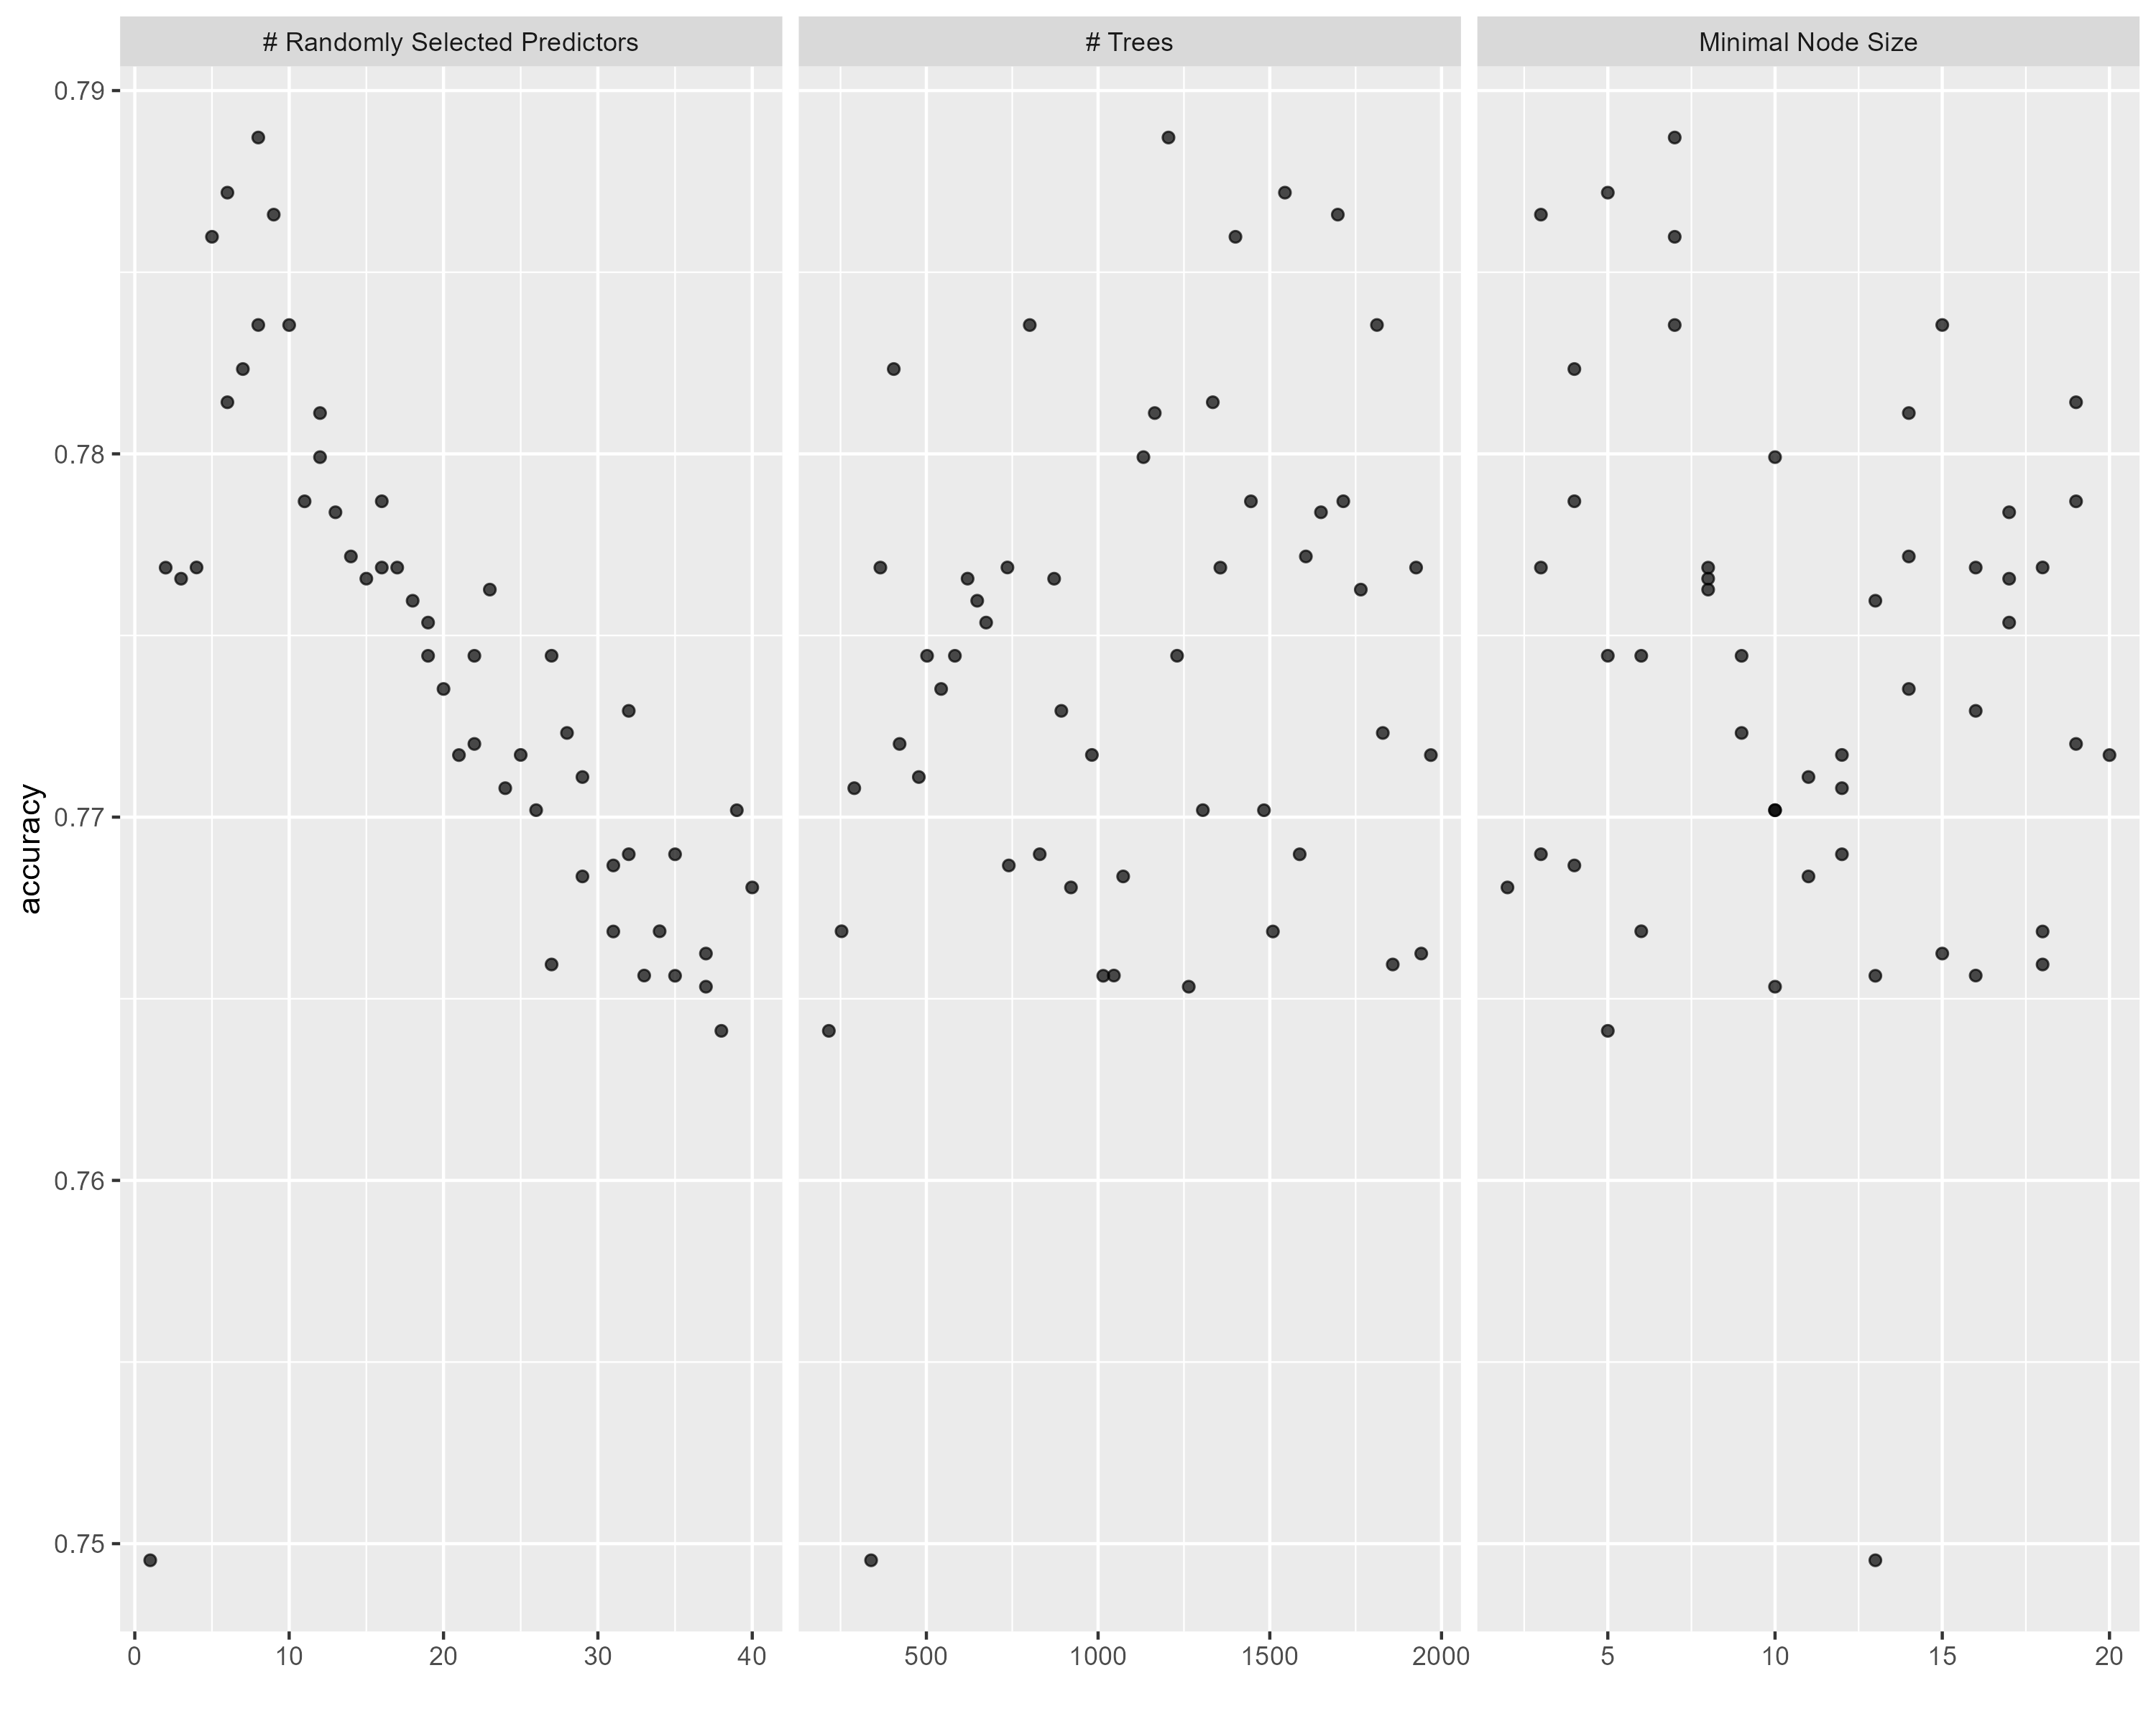 # Randomly Selected Predictors
# Trees
Minimal Node Size
0.79
0.78
0.77
0.76
0.75
accuracy
0 10 20 30 40
500 1000 1500 2000
5 10 15 20